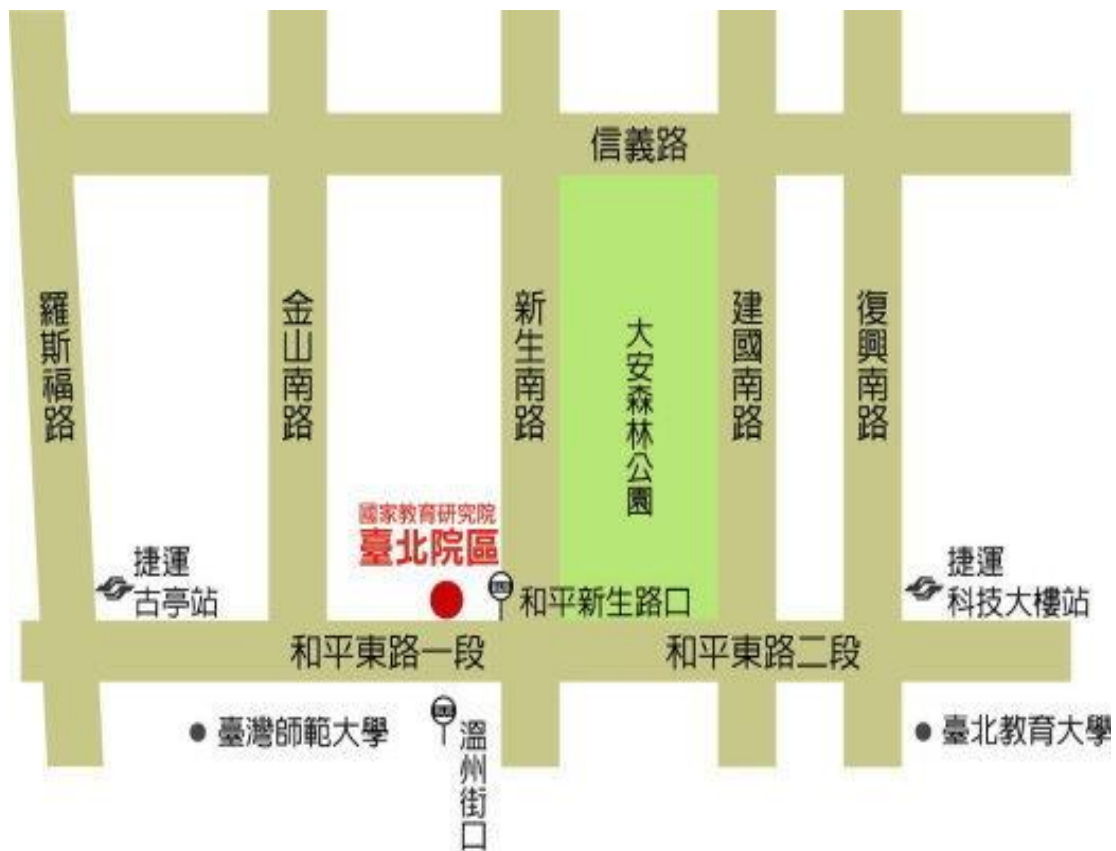 信義路
羅斯福路
金山南路
新生南路
大安森林公園
建國南路
復興南路
國家教育研究院
臺北院區
捷運
古亭站
和平新生路口
捷運
科技大樓站
和平東路一段
和平東路二段
臺灣師範大學
溫州街口
臺北教育大學